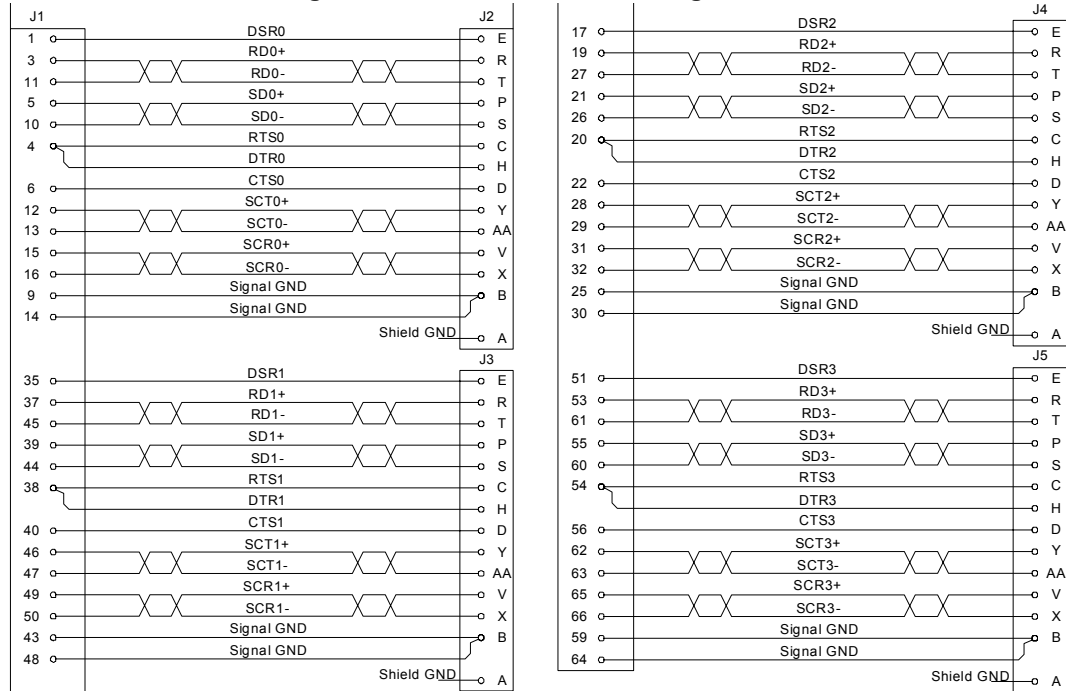 J1 J2
1 DSR0 E
3 RD0+ R
11 RD0- T
5 SD0+ P
10 SD0- S
4 RTS0 C
DTR0 H
6 CTS0 D
12 SCT0+ Y
13 SCT0- AA
15 SCR0+ V
16 SCR0- X
9 Signal GND B
14 Signal GND
Shield GND A
J3
35 DSR1 E
37 RD1+ R
45 RD1- T
39 SD1+ P
44 SD1- S
38 RTS1 C
DTR1 H
40 CTS1 D
46 SCT1+ Y
47 SCT1- AA
49 SCR1+ V
50 SCR1- X
43 Signal GND B
48 Signal GND
Shield GND A
J4
17 DSR2 E
19 RD2+ R
27 RD2- T
21 SD2+ P
26 SD2- S
20 RTS2 C
DTR2 H
22 CTS2 D
28 SCT2+ Y
29 SCT2- AA
31 SCR2+ V
32 SCR2- X
25 Signal GND B
30 Signal GND
Shield GND A
J5
51 DSR3 E
53 RD3+ R
61 RD3- T
55 SD3+ P
60 SD3- S
54 RTS3 C
DTR3 H
56 CTS3 D
62 SCT3+ Y
63 SCT3- AA
65 SCR3+ V
66 SCR3- X
59 Signal GND B
64 Signal GND
Shield GND A